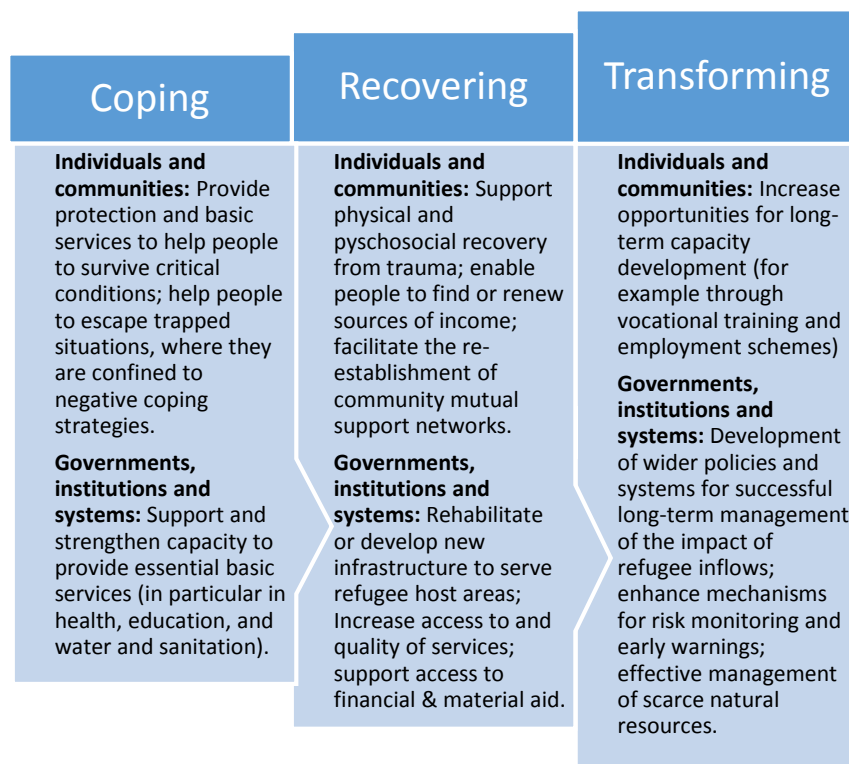 Coping
Individuals and
communities: Provide
protection and basic
services to help people
to survive critical
conditions; help people
to escape trapped
situations, where they
are confined to
negative coping
strategies.
Governments,
institutions and
systems: Support and
strengthen capacity to
provide essential basic
services (in particular in
health, education, and
water and sanitation).
Recovering
Individuals and
communities: Support
physical and
pyschosocial recovery
from trauma; enable
people to find or renew
sources of income;
facilitate the re-
establishment of
community mutual
support networks.
Governments,
institutions and
systems: Rehabilitate
or develop new
infrastructure to serve
refugee host areas;
Increase access to and
quality of services;
support access to
financial & material aid.
Transforming
Individuals and
communities: Increase
opportunities for long-
term capacity
development (for
example through
vocational training and
employment schemes)
Governments,
institutions and
systems: Development
of wider policies and
systems for successful
long-term management
of the impact of
refugee inflows;
enhance mechanisms
for risk monitoring and
early warnings;
effective management
of scarce natural
resources.